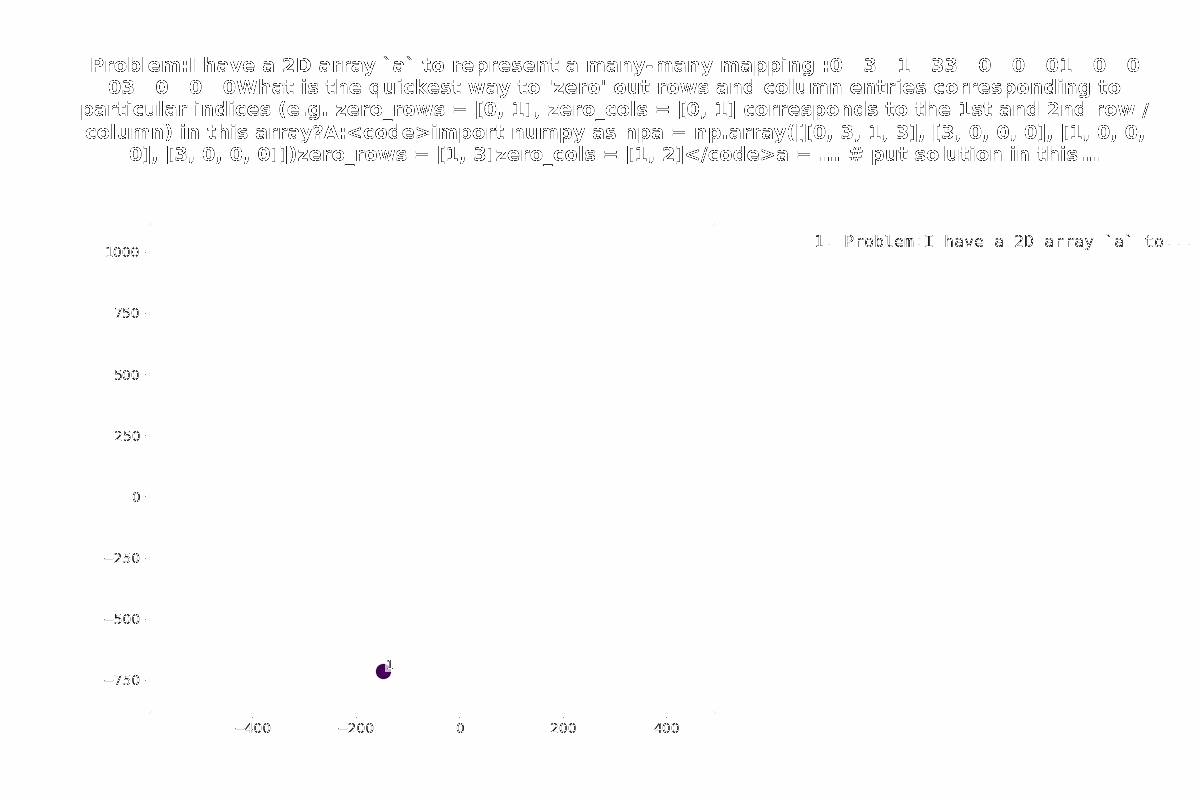 Problem:I have a 2D array `a` to represent a many-many mapping :0   3   1   33   0   0   01   0   0
03   0   0   0What is the quickest way to 'zero' out rows and column entries corresponding to
particular indices (e.g. zero_rows = [0, 1], zero_cols = [0, 1] corresponds to the 1st and 2nd row /
column) in this array?A:<code>import numpy as npa = np.array([[0, 3, 1, 3], [3, 0, 0, 0], [1, 0, 0,
0], [3, 0, 0, 0]])zero_rows = [1, 3]zero_cols = [1, 2]</code>a = ... # put solution in this...
1. Problem:I have a 2D array `a` to...
1000
750
500
250
0
−250
−500
−750
1
−400
−200
0
200
400